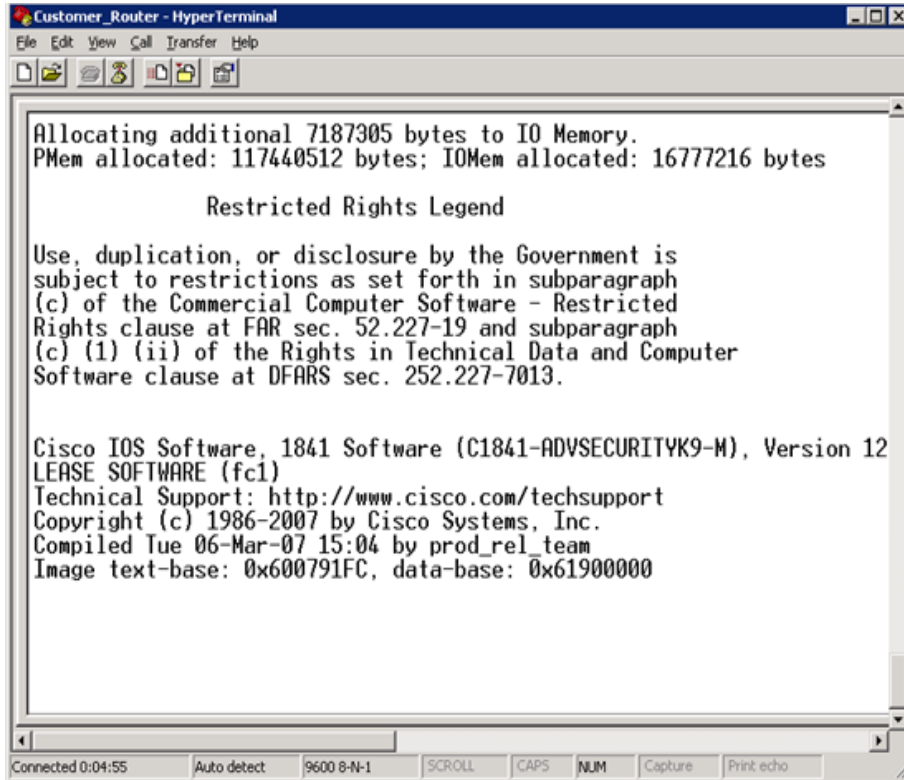 Customer_Router - HyperTerminal
File Edit View Call Transfer Help
Allocating additional 7187305 bytes to IO Memory.
PMem allocated: 117440512 bytes; IOMem allocated: 16777216 bytes
Restricted Rights Legend
Use, duplication, or disclosure by the Government is
subject to restrictions as set forth in subparagraph
(c) of the Commercial Computer Software - Restricted
Rights clause at FAR sec. 52.227-19 and subparagraph
(c) (1) (ii) of the Rights in Technical Data and Computer
Software clause at DFARS sec. 252.227-7013.
Cisco IOS Software, 1841 Software (C1841-ADVSECURITYK9-M), Version 12
LEASE SOFTWARE (fc1)
Technical Support: http://www.cisco.com/techsupport
Copyright (c) 1986-2007 by Cisco Systems, Inc.
Compiled Tue 06-Mar-07 15:04 by prod_rel_team
Image text-base: 0x600791FC, data-base: 0x61900000
Connected 0:04:55 Auto detect 9600 8-N-1 SCROLL CAPS NUM Capture Print echo